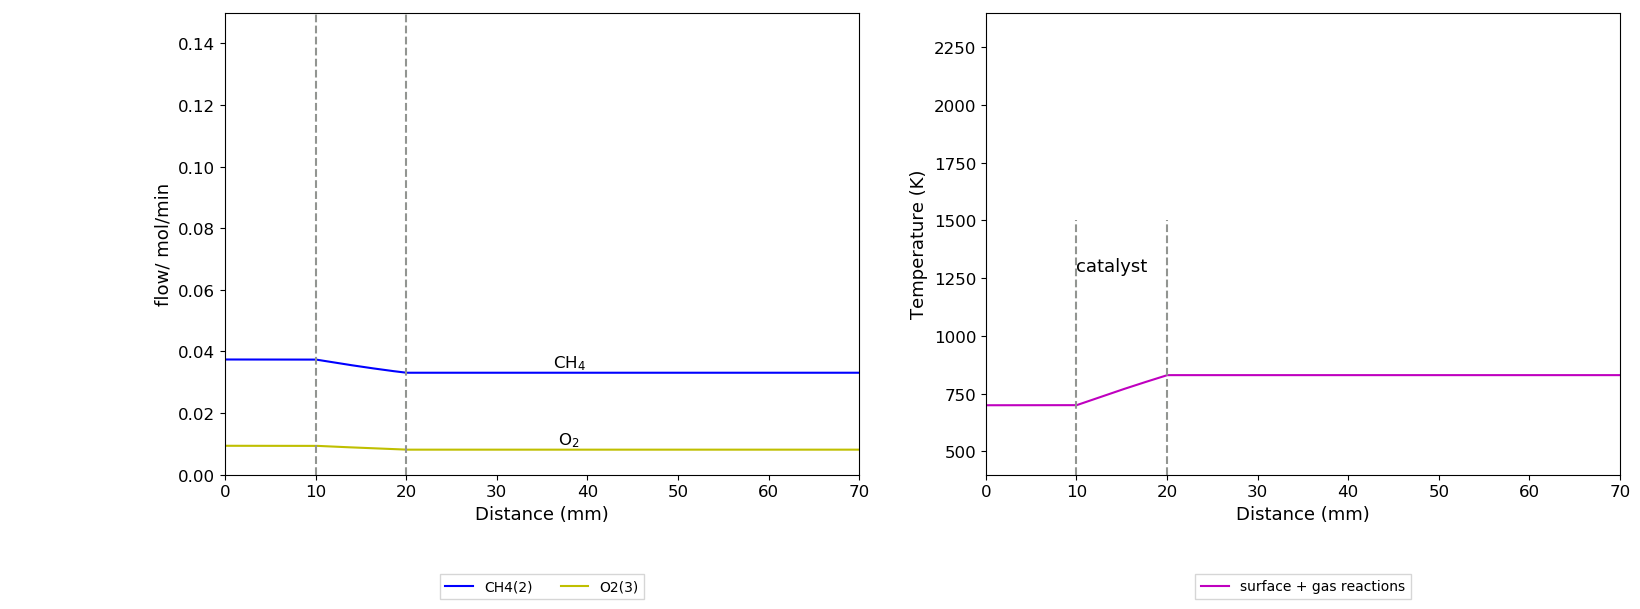 0.14
0.12
0.10
0.08
0.06
0.04
0.02
0.00
flow/ mol/min
CH₄
O₂
0 10 20 30 40 50 60 70
Distance (mm)
CH4(2) O2(3)
2250
2000
1750
1500
1250
1000
750
500
Temperature (K)
catalyst
0 10 20 30 40 50 60 70
Distance (mm)
surface + gas reactions